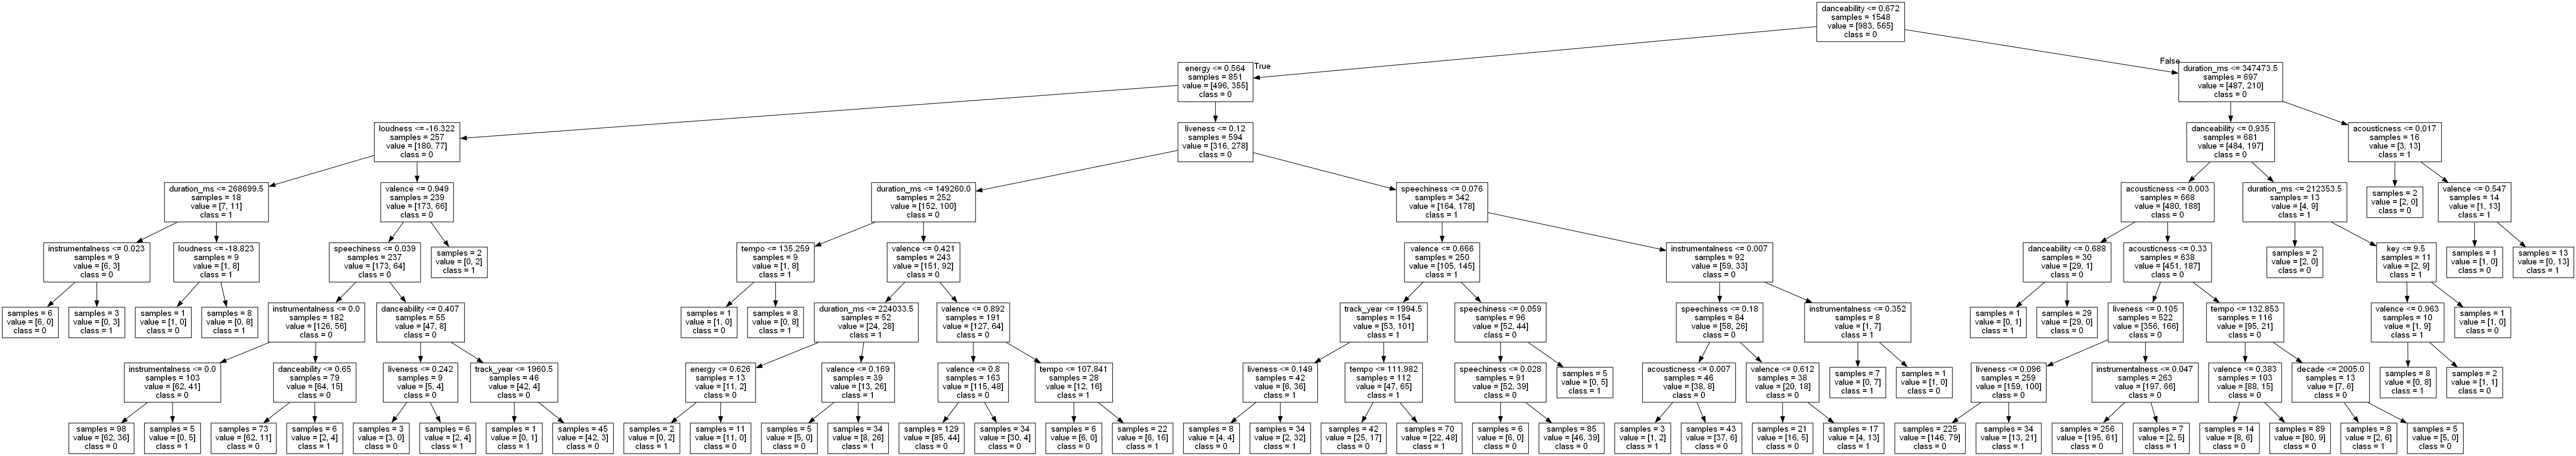 danceability <= 0.672
samples = 1548
value = [983, 565]
class = 0
True
False
energy <= 0.564
samples = 851
value = [496, 355]
class = 0
duration_ms <= 347473.5
samples = 697
value = [487, 210]
class = 0
loudness <= -16.322
samples = 257
value = [180, 77]
class = 0
liveness <= 0.12
samples = 594
value = [316, 278]
class = 0
danceability <= 0.935
samples = 681
value = [484, 197]
class = 0
acousticness <= 0.017
samples = 16
value = [3, 13]
class = 1
duration_ms <= 268699.5
samples = 18
value = [7, 11]
class = 1
valence <= 0.949
samples = 239
value = [173, 66]
class = 0
duration_ms <= 149260.0
samples = 252
value = [152, 100]
class = 0
speechiness <= 0.076
samples = 342
value = [164, 178]
class = 1
acousticness <= 0.003
samples = 668
value = [480, 188]
class = 0
duration_ms <= 212353.5
samples = 13
value = [4, 9]
class = 1
samples = 2
value = [2, 0]
class = 0
valence <= 0.547
samples = 14
value = [1, 13]
class = 1
instrumentalness <= 0.023
samples = 9
value = [6, 3]
class = 0
loudness <= -18.823
samples = 9
value = [1, 8]
class = 1
speechiness <= 0.039
samples = 237
value = [173, 64]
class = 0
samples = 2
value = [0, 2]
class = 1
tempo <= 135.259
samples = 9
value = [1, 8]
class = 1
valence <= 0.421
samples = 243
value = [151, 92]
class = 0
valence <= 0.666
samples = 250
value = [105, 145]
class = 1
instrumentalness <= 0.007
samples = 92
value = [59, 33]
class = 0
danceability <= 0.688
samples = 30
value = [29, 1]
class = 0
acousticness <= 0.33
samples = 638
value = [451, 187]
class = 0
samples = 2
value = [2, 0]
class = 0
key <= 9.5
samples = 11
value = [2, 9]
class = 1
samples = 1
value = [1, 0]
class = 0
samples = 13
value = [0, 13]
class = 1
samples = 6
value = [6, 0]
class = 0
samples = 3
value = [0, 3]
class = 1
samples = 1
value = [1, 0]
class = 0
samples = 8
value = [0, 8]
class = 1
instrumentalness <= 0.0
samples = 182
value = [126, 56]
class = 0
danceability <= 0.407
samples = 55
value = [47, 8]
class = 0
samples = 1
value = [1, 0]
class = 0
samples = 8
value = [0, 8]
class = 1
duration_ms <= 224033.5
samples = 52
value = [24, 28]
class = 1
valence <= 0.892
samples = 191
value = [127, 64]
class = 0
track_year <= 1994.5
samples = 154
value = [53, 101]
class = 1
speechiness <= 0.059
samples = 96
value = [52, 44]
class = 0
speechiness <= 0.18
samples = 84
value = [58, 26]
class = 0
instrumentalness <= 0.352
samples = 8
value = [1, 7]
class = 1
samples = 1
value = [0, 1]
class = 1
samples = 29
value = [29, 0]
class = 0
liveness <= 0.105
samples = 522
value = [356, 166]
class = 0
tempo <= 132.853
samples = 116
value = [95, 21]
class = 0
valence <= 0.963
samples = 10
value = [1, 9]
class = 1
samples = 1
value = [1, 0]
class = 0
instrumentalness <= 0.0
samples = 103
value = [62, 41]
class = 0
danceability <= 0.65
samples = 79
value = [64, 15]
class = 0
liveness <= 0.242
samples = 9
value = [5, 4]
class = 0
track_year <= 1960.5
samples = 46
value = [42, 4]
class = 0
energy <= 0.626
samples = 13
value = [11, 2]
class = 0
valence <= 0.169
samples = 39
value = [13, 26]
class = 1
valence <= 0.8
samples = 163
value = [115, 48]
class = 0
tempo <= 107.841
samples = 28
value = [12, 16]
class = 1
liveness <= 0.149
samples = 42
value = [6, 36]
class = 1
tempo <= 111.982
samples = 112
value = [47, 65]
class = 1
speechiness <= 0.028
samples = 91
value = [52, 39]
class = 0
samples = 5
value = [0, 5]
class = 1
acousticness <= 0.007
samples = 46
value = [38, 8]
class = 0
valence <= 0.612
samples = 38
value = [20, 18]
class = 0
samples = 7
value = [0, 7]
class = 1
samples = 1
value = [1, 0]
class = 0
liveness <= 0.096
samples = 259
value = [159, 100]
class = 0
instrumentalness <= 0.047
samples = 263
value = [197, 66]
class = 0
valence <= 0.383
samples = 103
value = [88, 15]
class = 0
decade <= 2005.0
samples = 13
value = [7, 6]
class = 0
samples = 8
value = [0, 8]
class = 1
samples = 2
value = [1, 1]
class = 0
samples = 98
value = [62, 36]
class = 0
samples = 5
value = [0, 5]
class = 1
samples = 73
value = [62, 11]
class = 0
samples = 6
value = [2, 4]
class = 1
samples = 3
value = [3, 0]
class = 0
samples = 6
value = [2, 4]
class = 1
samples = 1
value = [0, 1]
class = 1
samples = 45
value = [42, 3]
class = 0
samples = 2
value = [0, 2]
class = 1
samples = 11
value = [11, 0]
class = 0
samples = 5
value = [5, 0]
class = 0
samples = 34
value = [8, 26]
class = 1
samples = 129
value = [85, 44]
class = 0
samples = 34
value = [30, 4]
class = 0
samples = 6
value = [6, 0]
class = 0
samples = 22
value = [6, 16]
class = 1
samples = 8
value = [4, 4]
class = 0
samples = 34
value = [2, 32]
class = 1
samples = 42
value = [25, 17]
class = 0
samples = 70
value = [22, 48]
class = 1
samples = 6
value = [6, 0]
class = 0
samples = 85
value = [46, 39]
class = 0
samples = 3
value = [1, 2]
class = 1
samples = 43
value = [37, 6]
class = 0
samples = 21
value = [16, 5]
class = 0
samples = 17
value = [4, 13]
class = 1
samples = 225
value = [146, 79]
class = 0
samples = 34
value = [13, 21]
class = 1
samples = 256
value = [195, 61]
class = 0
samples = 7
value = [2, 5]
class = 1
samples = 14
value = [8, 6]
class = 0
samples = 89
value = [80, 9]
class = 0
samples = 8
value = [2, 6]
class = 1
samples = 5
value = [5, 0]
class = 0